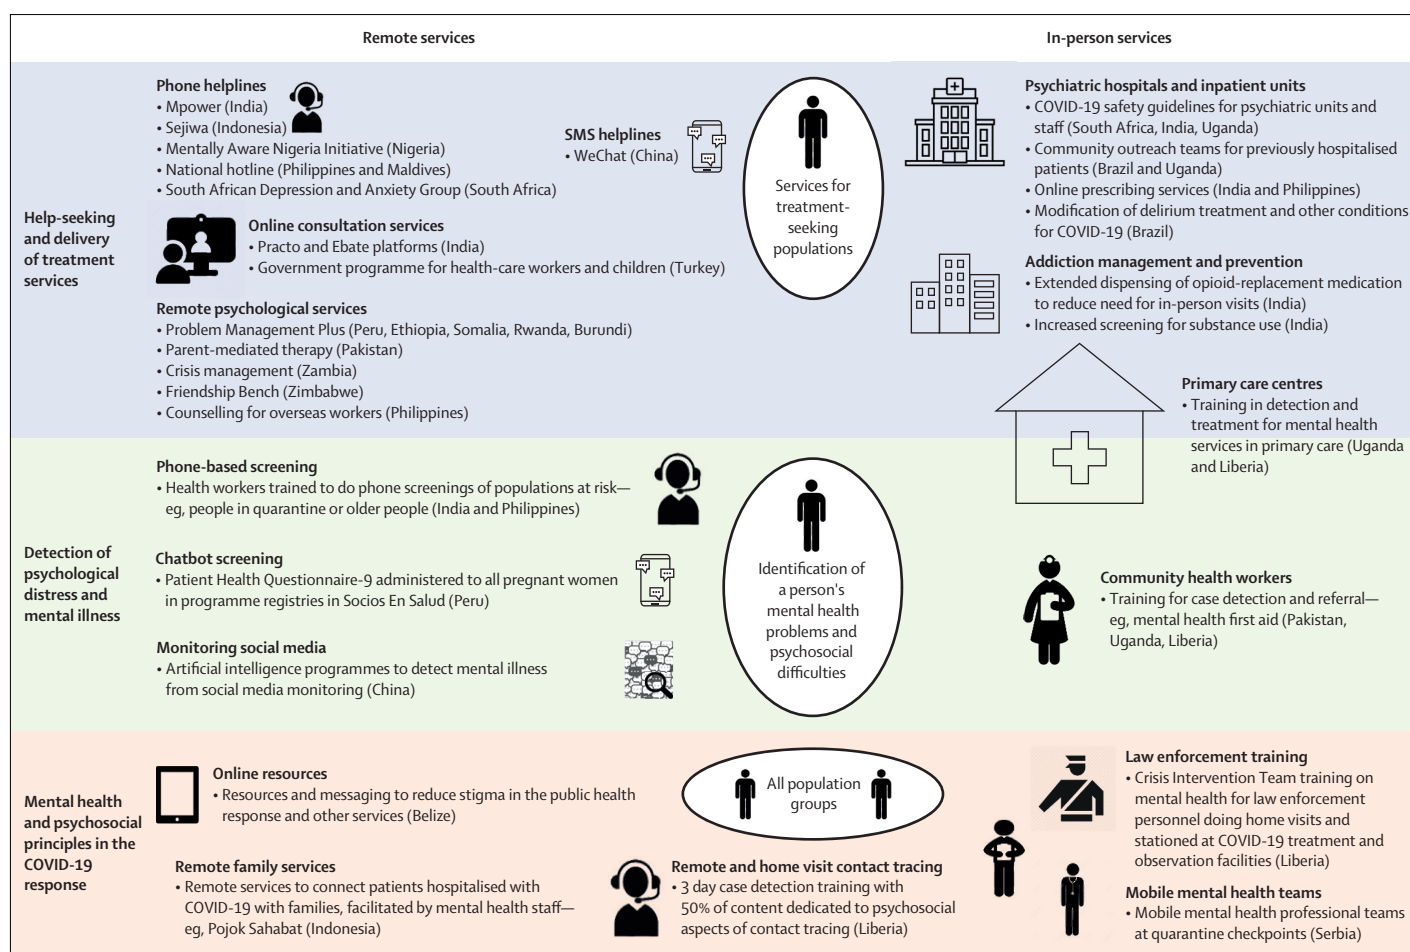 Remote services
In-person services
Help-seeking
and delivery
of treatment
services
Phone helplines
• Mpower (India)
• Sejiwa (Indonesia)
• Mentally Aware Nigeria Initiative (Nigeria)
• National hotline (Philippines and Maldives)
• South African Depression and Anxiety Group (South Africa)
SMS helplines
• WeChat (China)
Online consultation services
• Practo and Ebate platforms (India)
• Government programme for health-care workers and children (Turkey)
Remote psychological services
• Problem Management Plus (Peru, Ethiopia, Somalia, Rwanda, Burundi)
• Parent-mediated therapy (Pakistan)
• Crisis management (Zambia)
• Friendship Bench (Zimbabwe)
• Counselling for overseas workers (Philippines)
Services for
treatment-
seeking
populations
Psychiatric hospitals and inpatient units
• COVID-19 safety guidelines for psychiatric units and
staff (South Africa, India, Uganda)
• Community outreach teams for previously hospitalised
patients (Brazil and Uganda)
• Online prescribing services (India and Philippines)
• Modification of delirium treatment and other conditions
for COVID-19 (Brazil)
Addiction management and prevention
• Extended dispensing of opioid-replacement medication
to reduce need for in-person visits (India)
• Increased screening for substance use (India)
Primary care centres
• Training in detection and
treatment for mental health
services in primary care (Uganda
and Liberia)
Detection of
psychological
distress and
mental illness
Phone-based screening
• Health workers trained to do phone screenings of populations at risk—
eg, people in quarantine or older people (India and Philippines)
Chatbot screening
• Patient Health Questionnaire-9 administered to all pregnant women
in programme registries in Socios En Salud (Peru)
Monitoring social media
• Artificial intelligence programmes to detect mental illness
from social media monitoring (China)
Identification of
a person's
mental health
problems and
psychosocial
difficulties
Community health workers
• Training for case detection and referral—
eg, mental health first aid (Pakistan,
Uganda, Liberia)
Mental health
and psychosocial
principles in the
COVID-19
response
Online resources
• Resources and messaging to reduce stigma in the public health
response and other services (Belize)
Remote family services
• Remote services to connect patients hospitalised with
COVID-19 with families, facilitated by mental health staff—
eg, Pojok Sahabat (Indonesia)
All population
groups
Remote and home visit contact tracing
• 3 day case detection training with
50% of content dedicated to psychosocial
aspects of contact tracing (Liberia)
Law enforcement training
• Crisis Intervention Team training on
mental health for law enforcement
personnel doing home visits and
stationed at COVID-19 treatment and
observation facilities (Liberia)
Mobile mental health teams
• Mobile mental health professional teams
at quarantine checkpoints (Serbia)